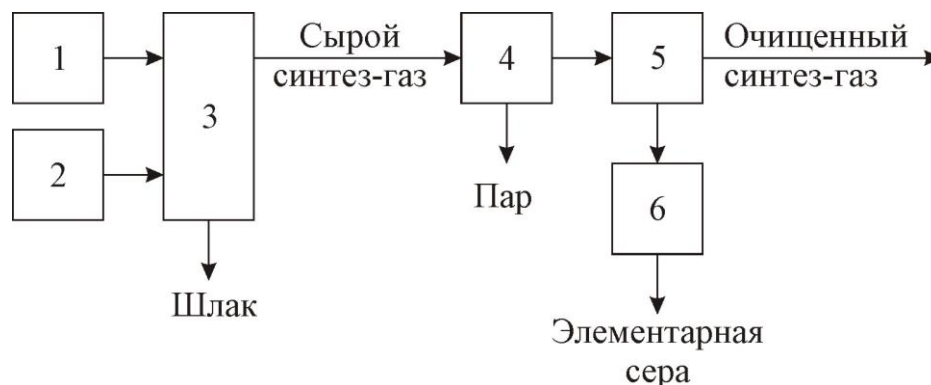 1
2
3
Сырой
синтез-газ
4
5
Очищенный
синтез-газ
Пар
6
Шлак
Элементарная
сера